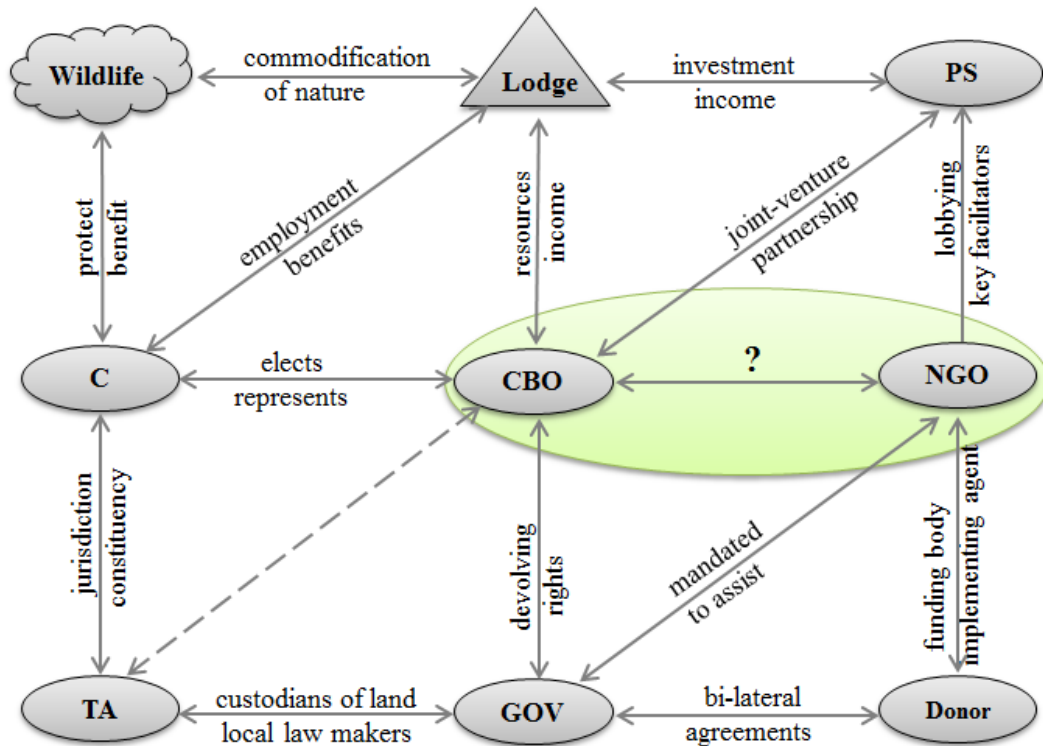 Wildlife
commodification
of nature
Lodge
investment
income
PS
protect
benefit
employment
benefits
resources
income
joint-venture
partnership
lobbying
key facilitators
C
elects
represents
CBO
?
NGO
jurisdiction
constituency
devolving
rights
mandated
to assist
funding body
implementing agent
TA
custodians of land
local law makers
GOV
bi-lateral
agreements
Donor